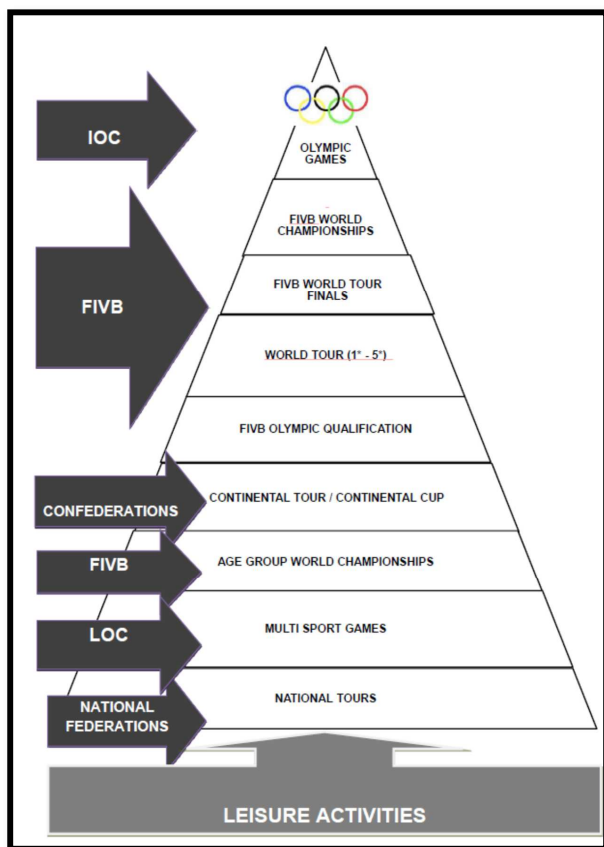 IOC
OLYMPIC
GAMES
FIVB WORLD
CHAMPIONSHIPS
FIVB
FIVB WORLD TOUR
FINALS
WORLD TOUR (1* - 5*)
FIVB OLYMPIC QUALIFICATION
CONFEDERATIONS
CONTINENTAL TOUR / CONTINENTAL CUP
FIVB
AGE GROUP WORLD CHAMPIONSHIPS
LOC
MULTI SPORT GAMES
NATIONAL
FEDERATIONS
NATIONAL TOURS
LEISURE ACTIVITIES